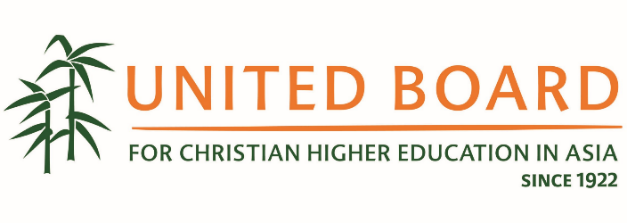 UNITED BOARD
FOR CHRISTIAN HIGHER EDUCATION IN ASIA
SINCE 1922